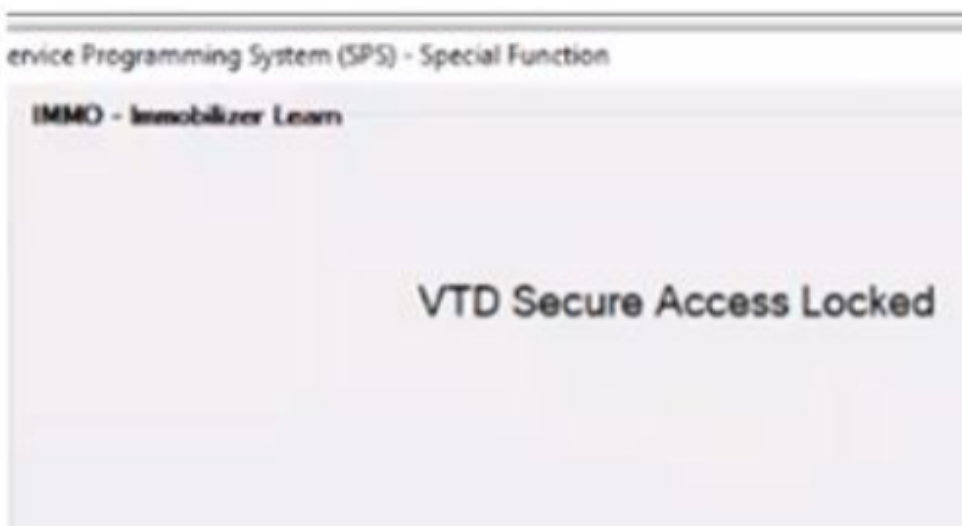 ervice Programming System (SPS) - Special Function
IMMO - Immobilizer Learn
VTD Secure Access Locked